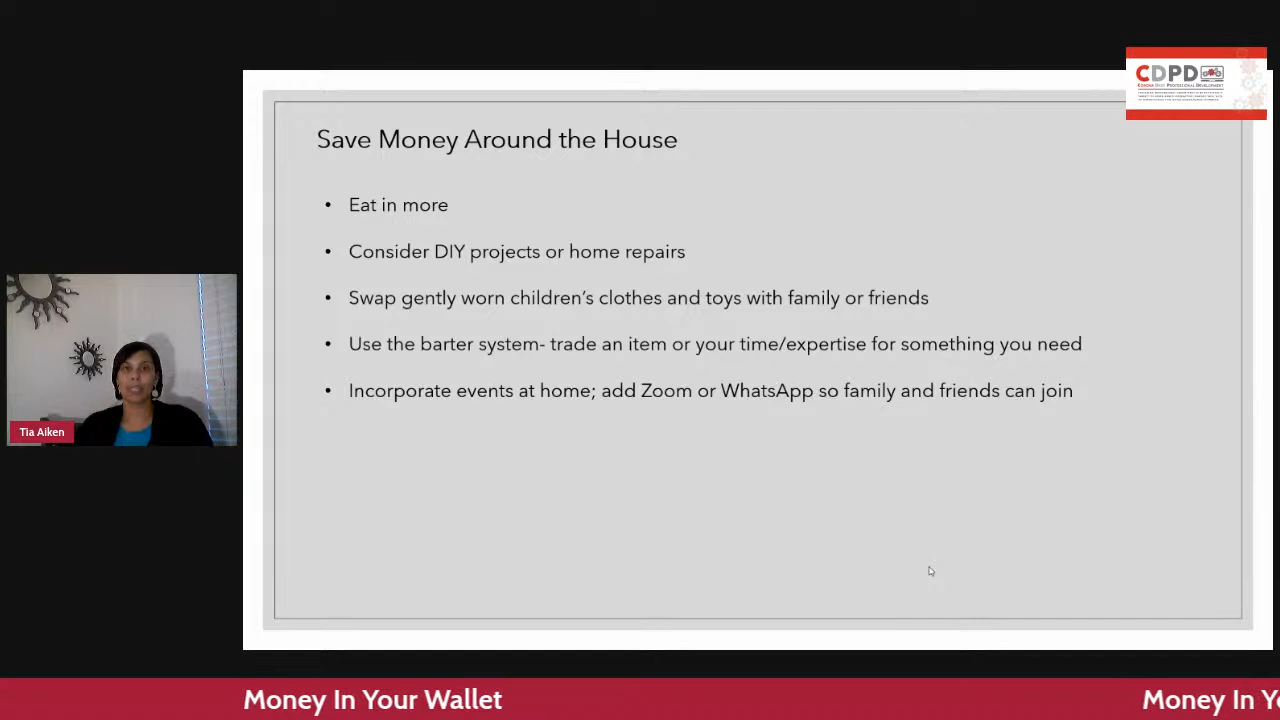 CDPD
Save Money Around the House
• Eat in more
• Consider DIY projects or home repairs
• Swap gently worn children's clothes and toys with family or friends
• Use the barter system- trade an item or your time/expertise for something you need
• Incorporate events at home; add Zoom or WhatsApp so family and friends can join
Tia Aiken
Money In Your Wallet
Money In Yo